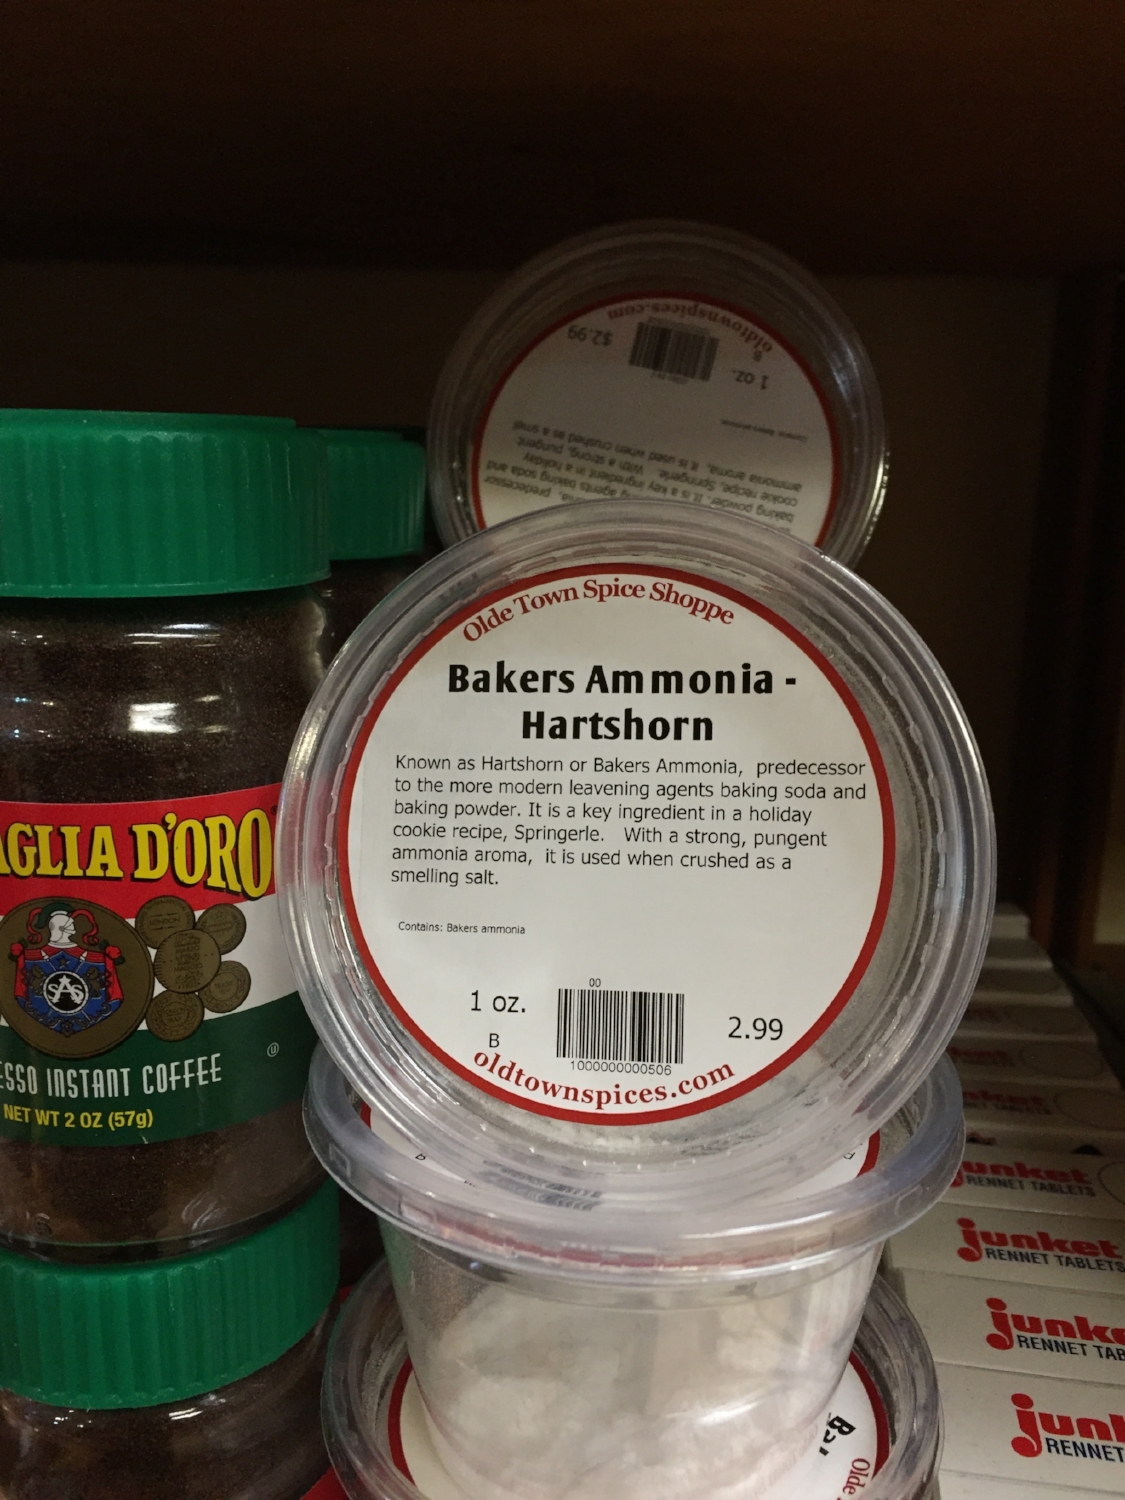 oldtownspices.com
$2.99
1 oz.
Olde Town Spice Shoppe
Bakers Ammonia -
Hartshorn
Known as Hartshorn or Bakers Ammonia, predecessor
to the more modern leavening agents baking soda and
baking powder. It is a key ingredient in a holiday
cookie recipe, Springerle. With a strong, pungent
ammonia aroma, it is used when crushed as a
smelling salt.
Contains: Bakers ammonia
00
1 oz.
B
1000000000506
2.99
oldtownspices.com
AGLIA D'ORO
SAS
ESSO INSTANT COFFEE
NET WT 2 OZ (57g)
junket
RENNET TABLETS
junket
RENNET TABLETS
junket
RENNET TAB
junk
RENNET
Olde